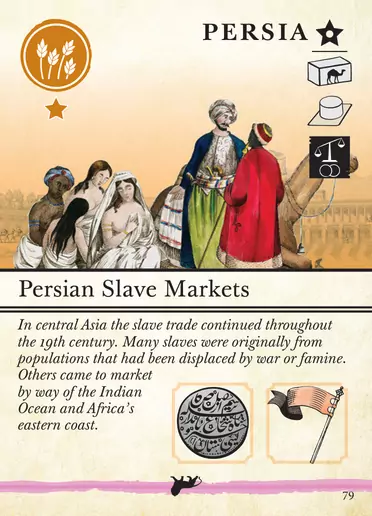 PERSIA
Persian Slave Markets
In central Asia the slave trade continued throughout
the 19th century. Many slaves were originally from
populations that had been displaced by war or famine.
Others came to market
by way of the Indian
Ocean and Africa's
eastern coast.
79